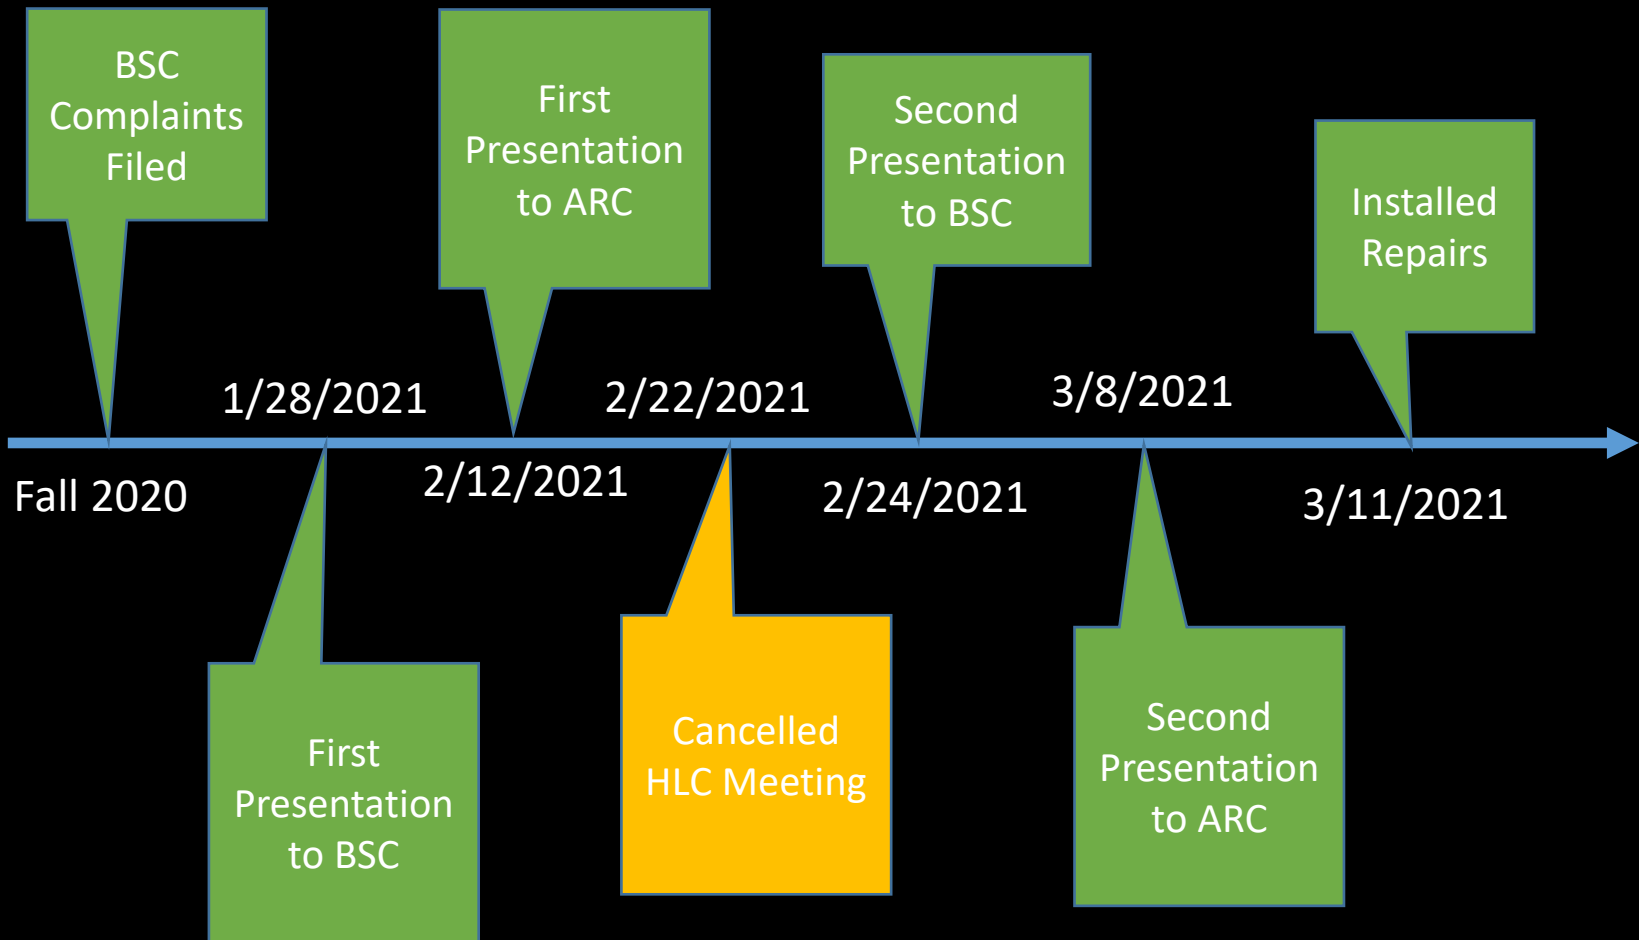 BSC
Complaints
Filed
First
Presentation
to ARC
Second
Presentation
to BSC
Installed
Repairs
1/28/2021
2/22/2021
3/8/2021
Fall 2020
2/12/2021
2/24/2021
3/11/2021
First
Presentation
to BSC
Cancelled
HLC Meeting
Second
Presentation
to ARC